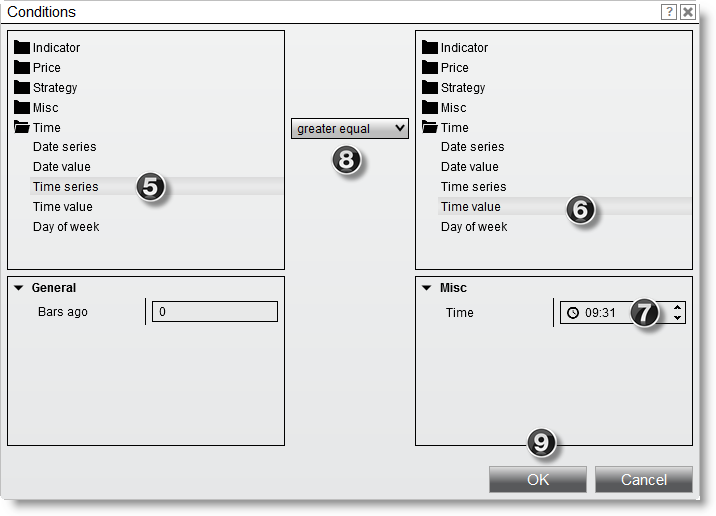 Conditions
Indicator
Price
Strategy
Misc
Time
Date series
Date value
Time series
Time value
Day of week
5
greater equal
8
Indicator
Price
Strategy
Misc
Time
Date series
Date value
Time series
Time value
Day of week
6
General
Bars ago 0
Misc
Time 09:31 7
9
OK Cancel